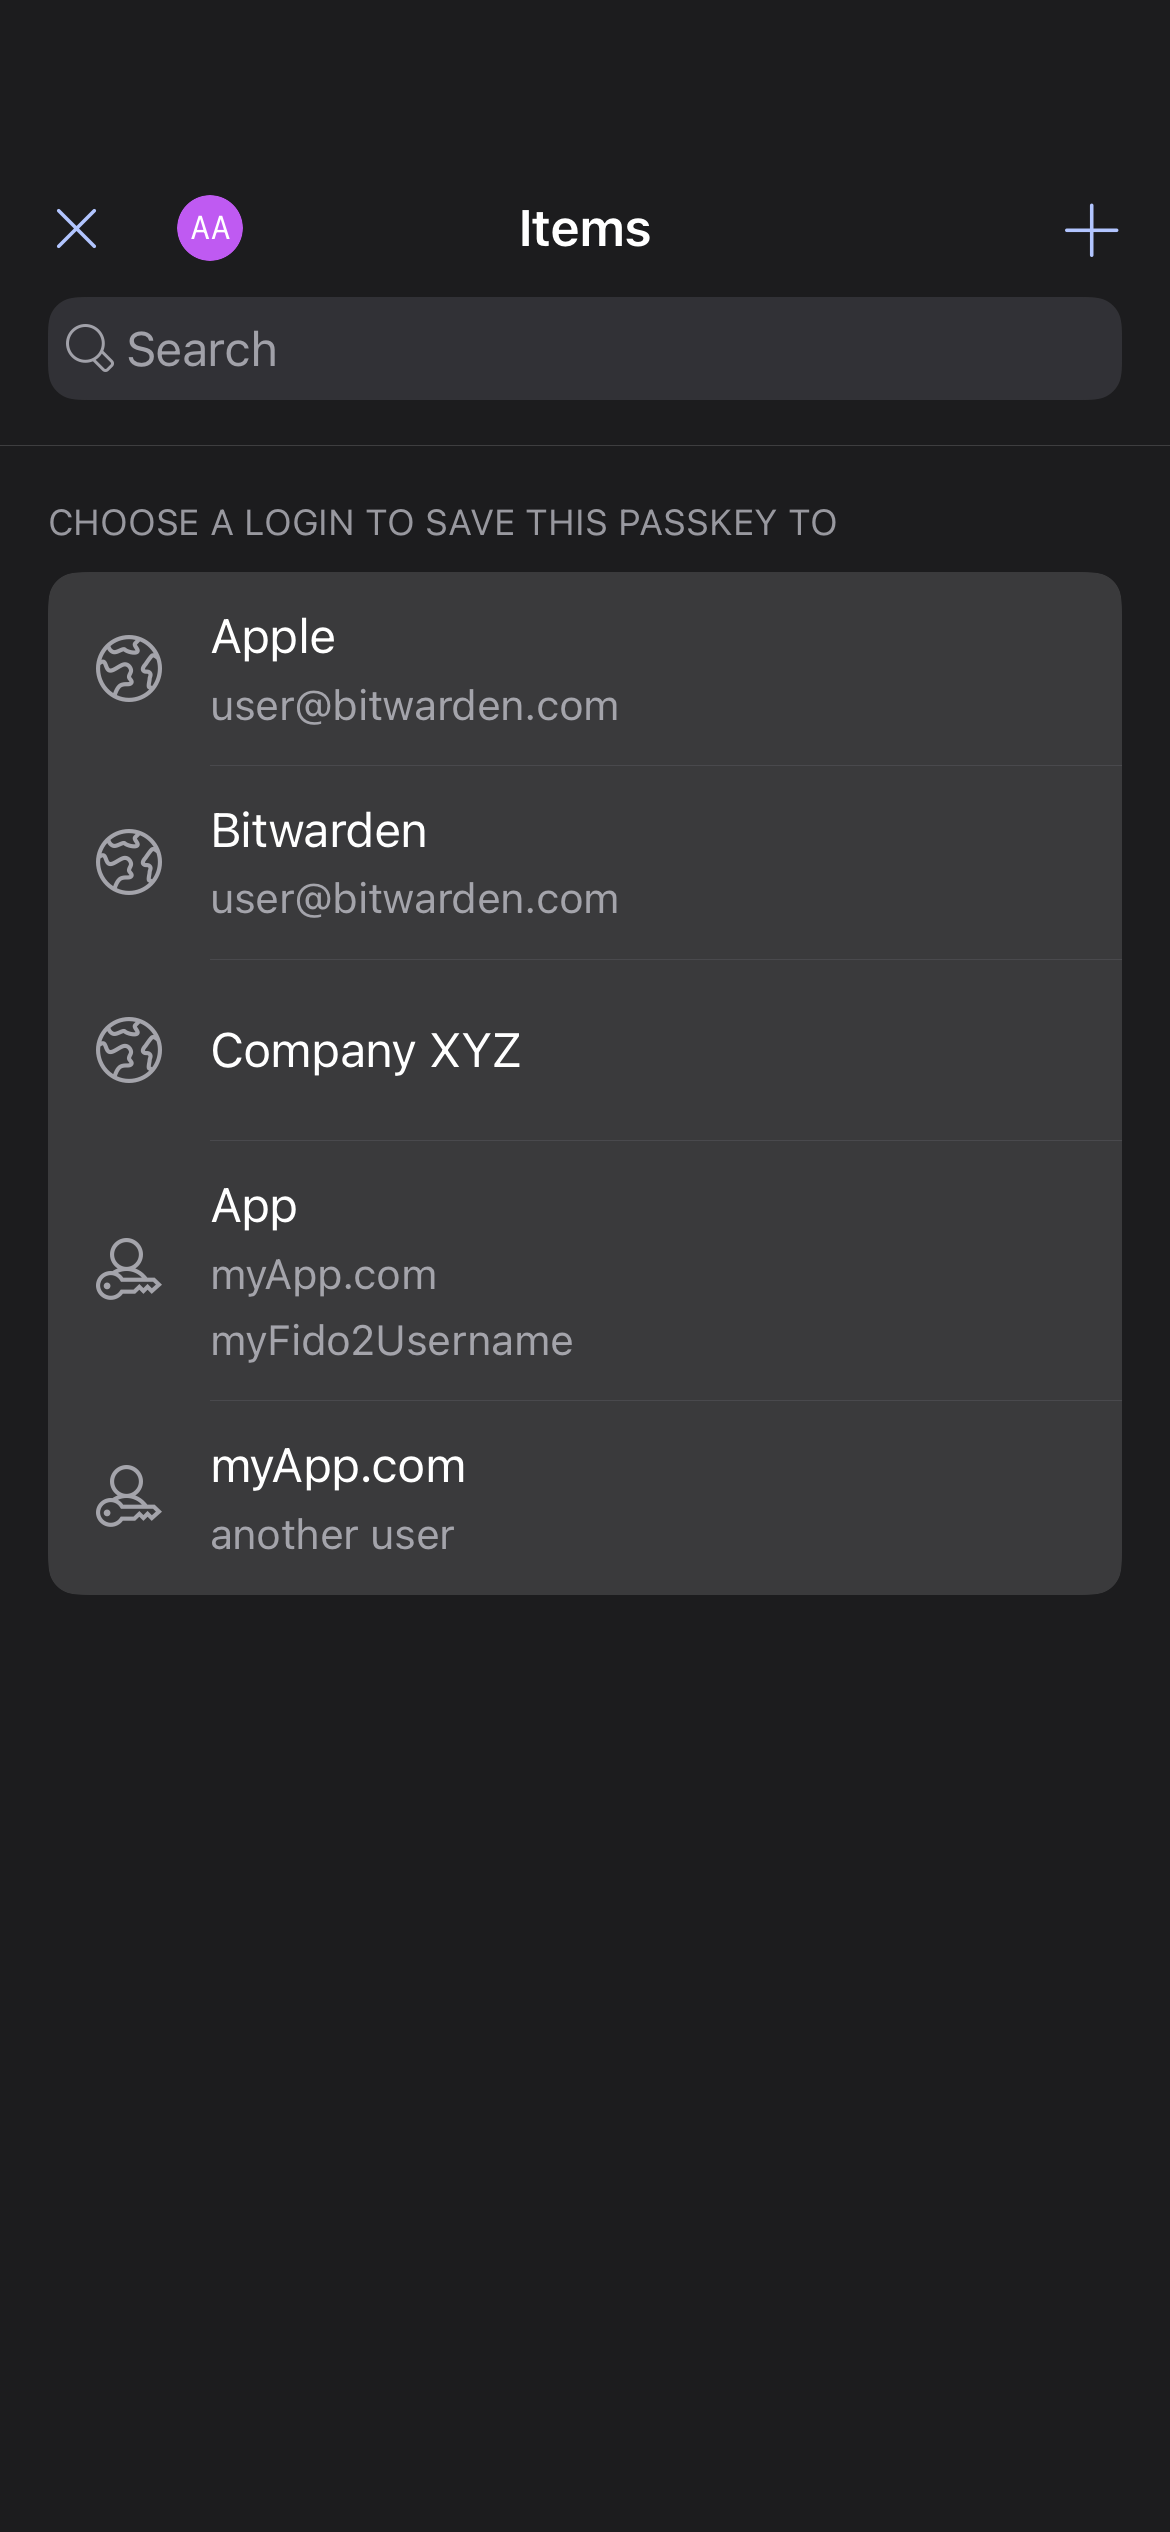 AA
Items
Search
CHOOSE A LOGIN TO SAVE THIS PASSKEY TO
Apple
user@bitwarden.com
Bitwarden
user@bitwarden.com
Company XYZ
App
myApp.com
myFido2Username
myApp.com
another user